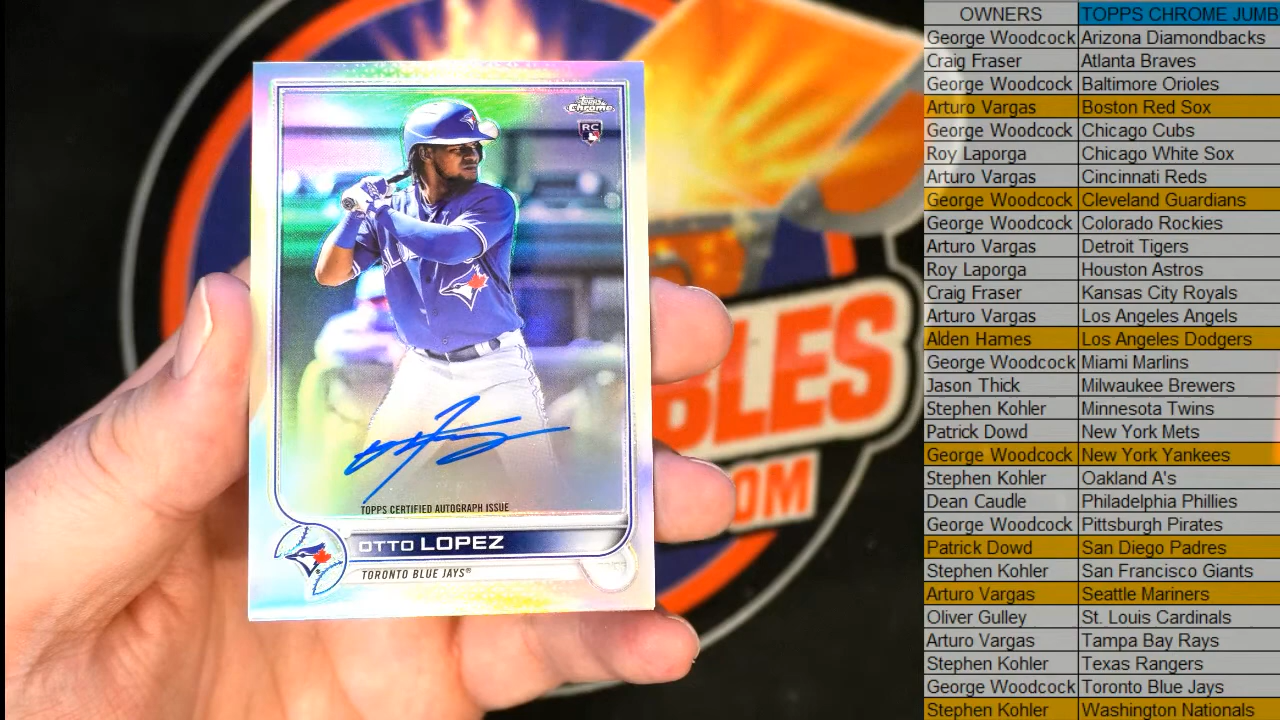 Topps
Chrome
RC
TOPPS CERTIFIED AUTOGRAPH ISSUE
OTTO LOPEZ
TORONTO BLUE JAYS®
BLES
OM
OWNERS TOPPS CHROME JUMB
George Woodcock Arizona Diamondbacks
Craig Fraser Atlanta Braves
George Woodcock Baltimore Orioles
Arturo Vargas Boston Red Sox
George Woodcock Chicago Cubs
Roy Laporga Chicago White Sox
Arturo Vargas Cincinnati Reds
George Woodcock Cleveland Guardians
George Woodcock Colorado Rockies
Arturo Vargas Detroit Tigers
Roy Laporga Houston Astros
Craig Fraser Kansas City Royals
Arturo Vargas Los Angeles Angels
Alden Hames Los Angeles Dodgers
George Woodcock Miami Marlins
Jason Thick Milwaukee Brewers
Stephen Kohler Minnesota Twins
Patrick Dowd New York Mets
George Woodcock New York Yankees
Stephen Kohler Oakland A's
Dean Caudle Philadelphia Phillies
George Woodcock Pittsburgh Pirates
Patrick Dowd San Diego Padres
Stephen Kohler San Francisco Giants
Arturo Vargas Seattle Mariners
Oliver Gulley St. Louis Cardinals
Arturo Vargas Tampa Bay Rays
Stephen Kohler Texas Rangers
George Woodcock Toronto Blue Jays
Stephen Kohler Washington Nationals